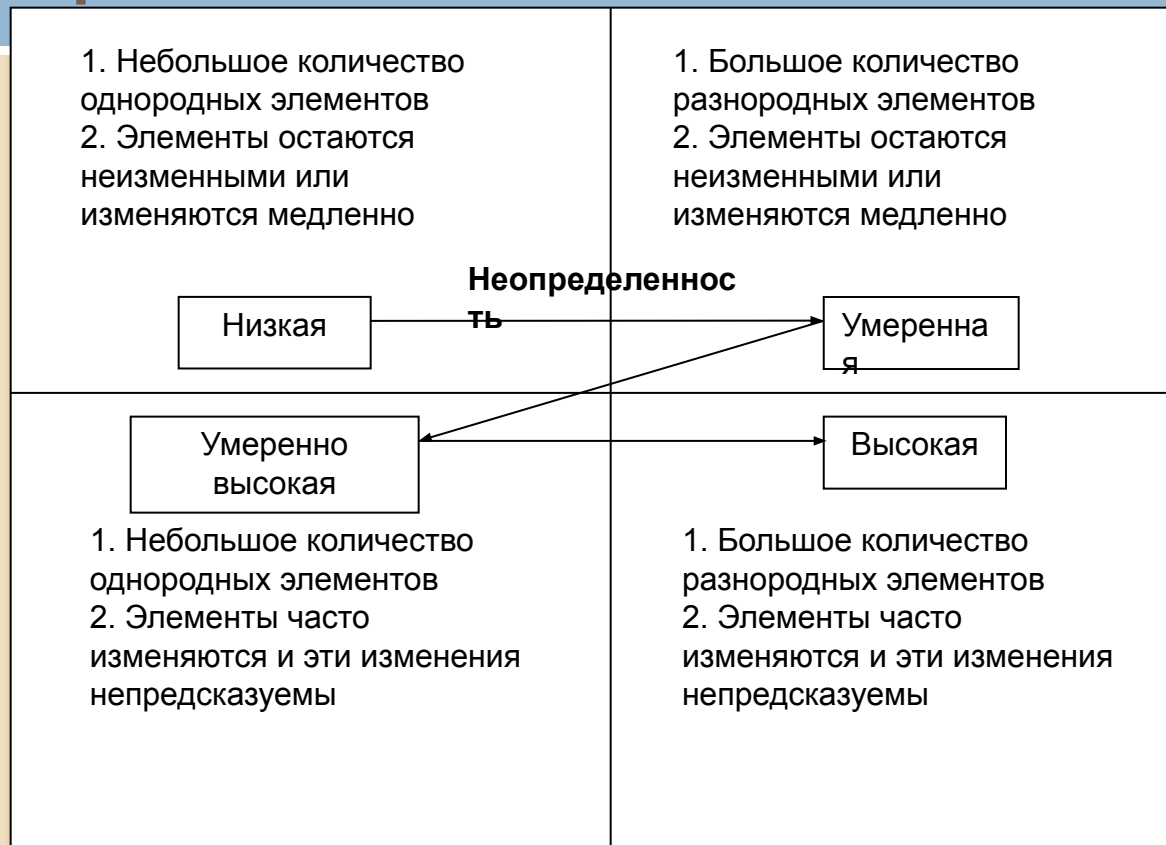 1. Небольшое количество
однородных элементов
2. Элементы остаются
неизменными или
изменяются медленно
1. Большое количество
разнородных элементов
2. Элементы остаются
неизменными или
изменяются медленно
Неопределеннос
ть
Низкая
Умеренна
я
Умеренно
высокая
Высокая
1. Небольшое количество
однородных элементов
2. Элементы часто
изменяются и эти изменения
непредсказуемы
1. Большое количество
разнородных элементов
2. Элементы часто
изменяются и эти изменения
непредсказуемы